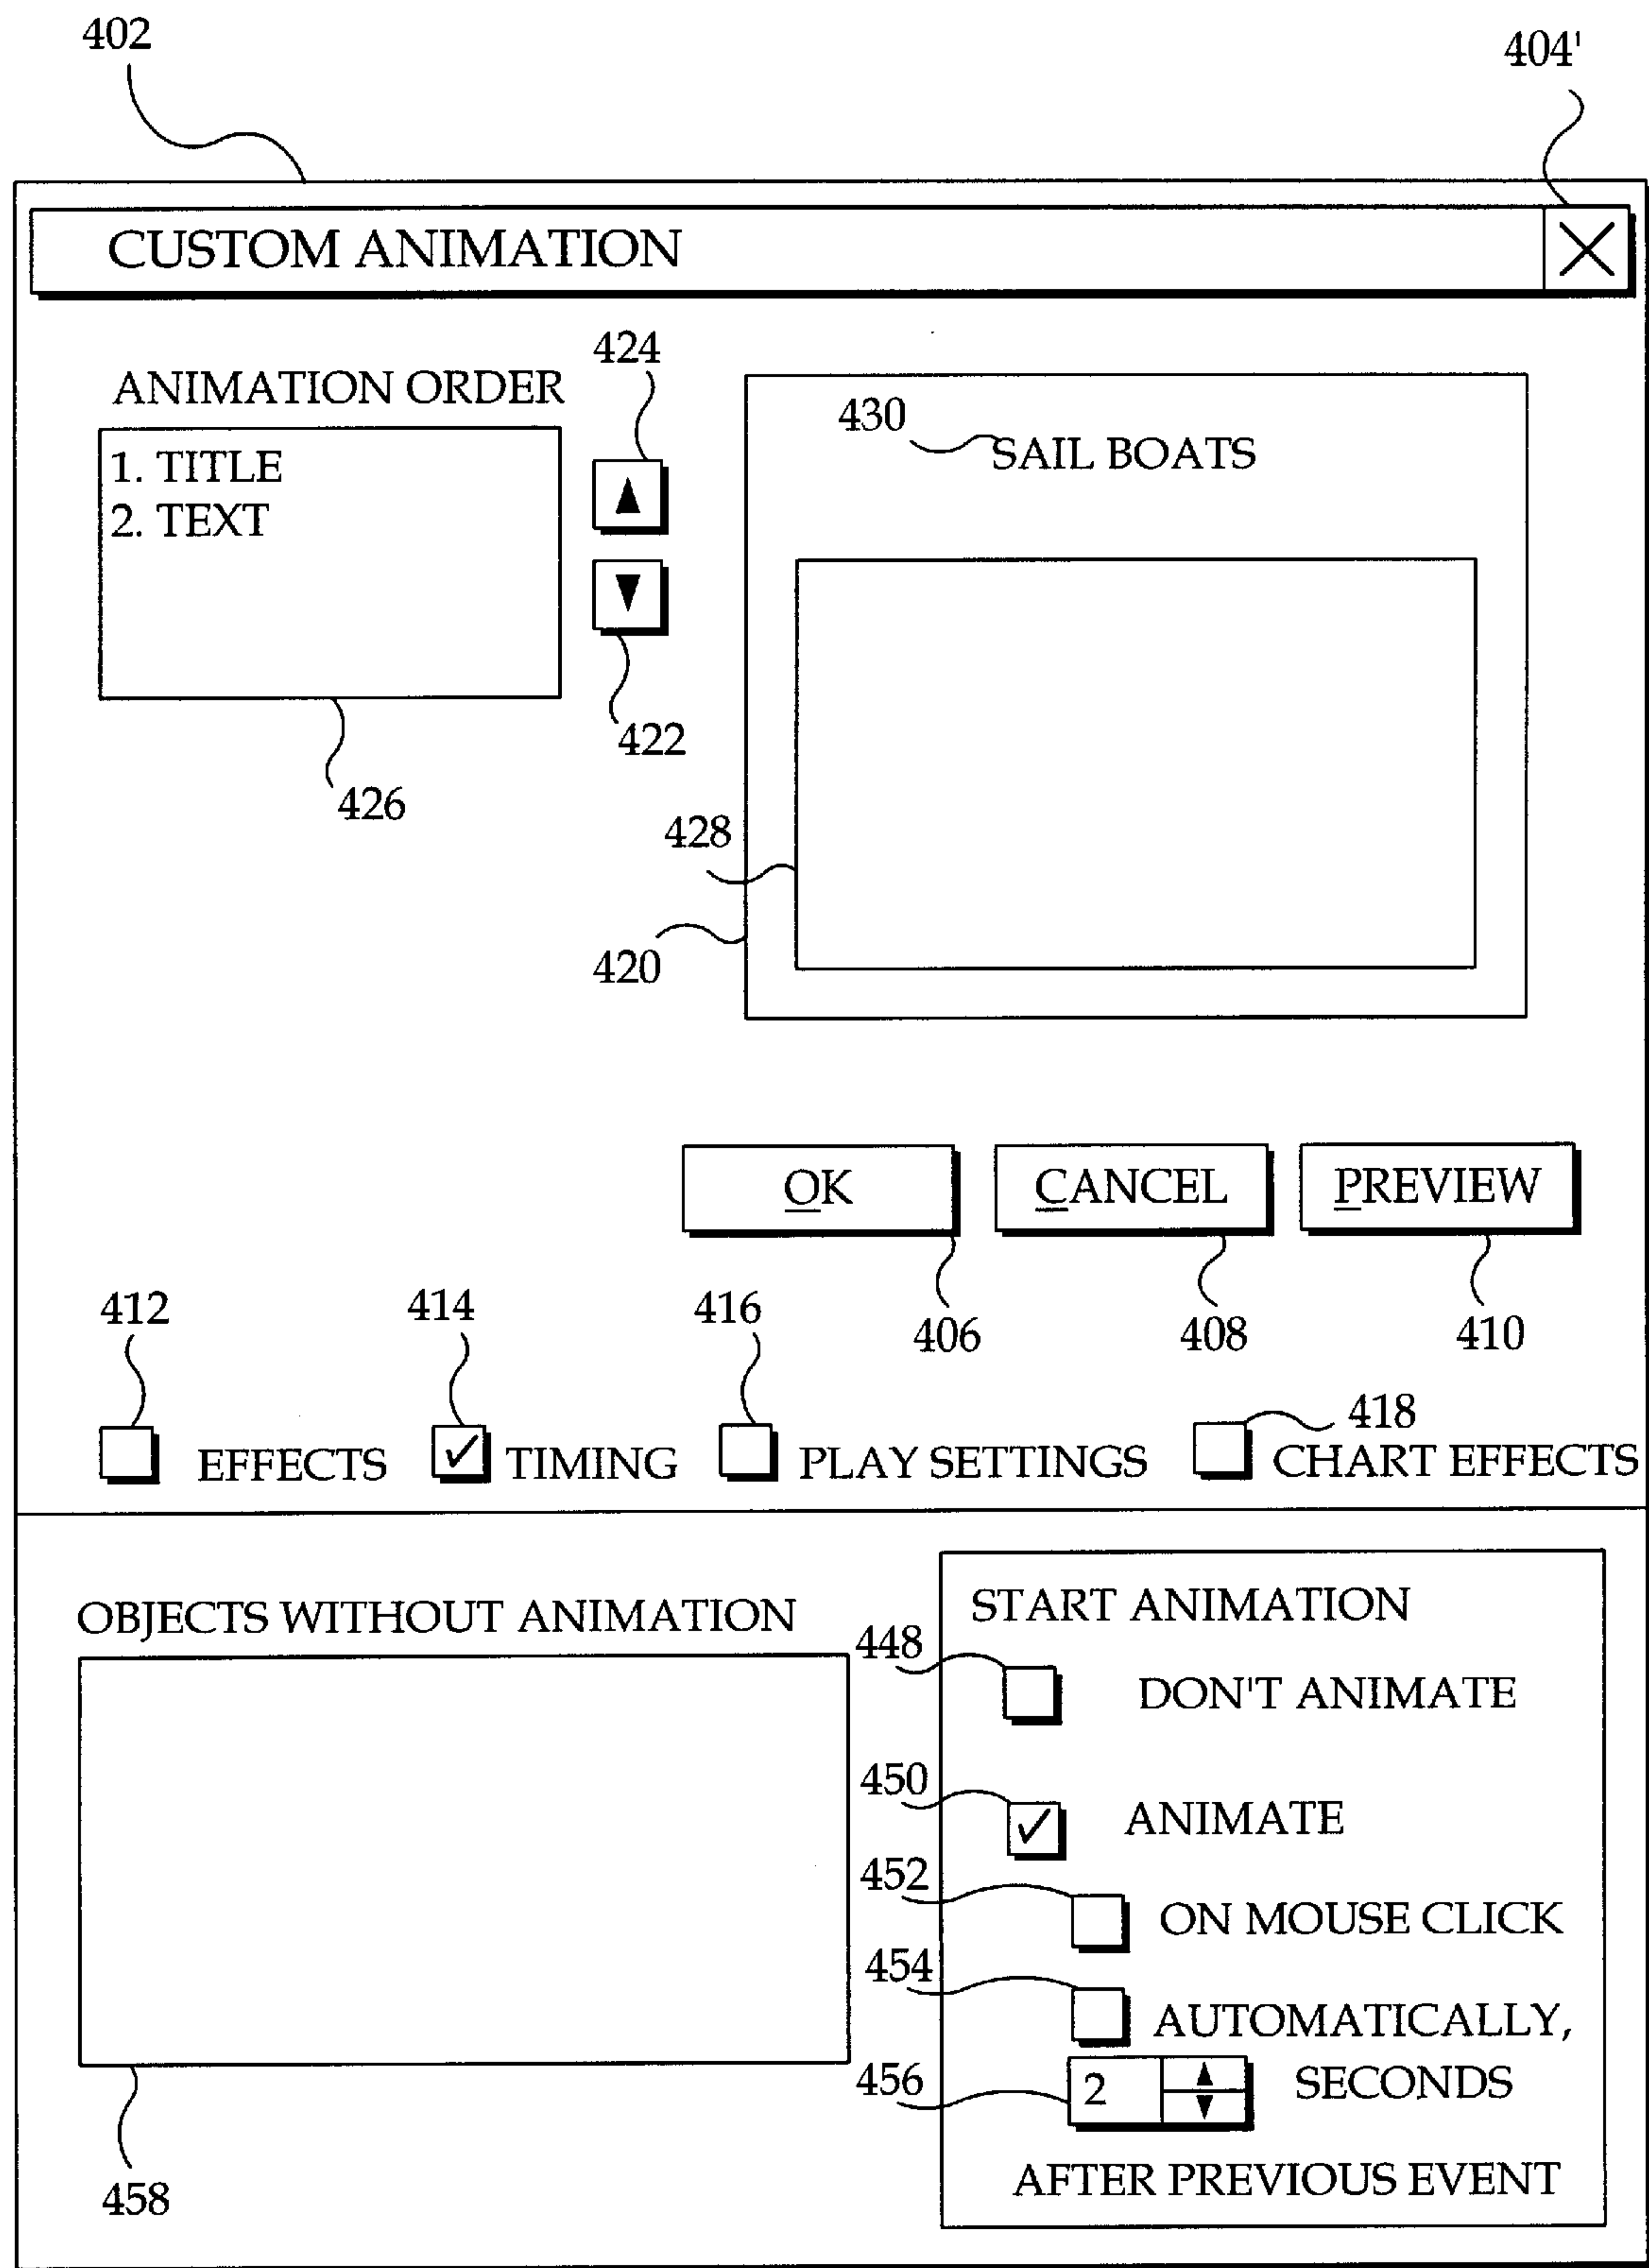 402
404'
CUSTOM ANIMATION
424
ANIMATION ORDER
430
SAIL BOATS
1. TITLE
2. TEXT
422
426
428
420
OK
CANCEL
PREVIEW
412
414
416
406
408
410
418
EFFECTS
TIMING
PLAY SETTINGS
CHART EFFECTS
OBJECTS WITHOUT ANIMATION
START ANIMATION
448
DON'T ANIMATE
450
ANIMATE
452
ON MOUSE CLICK
454
AUTOMATICALLY,
456
2
SECONDS
AFTER PREVIOUS EVENT
458